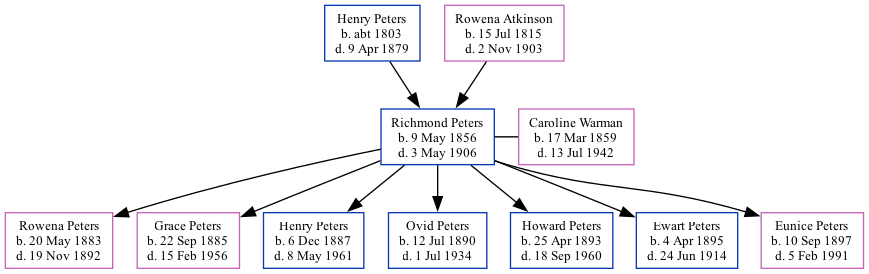 Henry Peters
b. abt 1803
d. 9 Apr 1879
Rowena Atkinson
b. 15 Jul 1815
d. 2 Nov 1903
Richmond Peters
b. 9 May 1856
d. 3 May 1906
Caroline Warman
b. 17 Mar 1859
d. 13 Jul 1942
Rowena Peters
b. 20 May 1883
d. 19 Nov 1892
Grace Peters
b. 22 Sep 1885
d. 15 Feb 1956
Henry Peters
b. 6 Dec 1887
d. 8 May 1961
Ovid Peters
b. 12 Jul 1890
d. 1 Jul 1934
Howard Peters
b. 25 Apr 1893
d. 18 Sep 1960
Ewart Peters
b. 4 Apr 1895
d. 24 Jun 1914
Eunice Peters
b. 10 Sep 1897
d. 5 Feb 1991